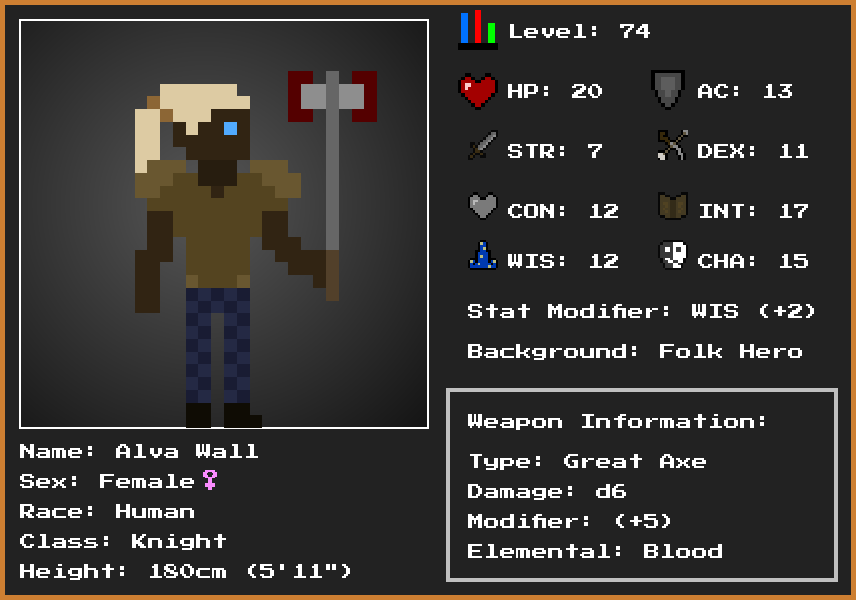 Level: 74
HP: 20
AC: 13
STR: 7
DEX: 11
CON: 12
INT: 17
WIS: 12
CHA: 15
Stat Modifier: WIS (+2)
Background: Folk Hero
Weapon Information:
Type: Great Axe
Damage: d6
Modifier: (+5)
Elemental: Blood
Name: Alva Wall
Sex: Female♀
Race: Human
Class: Knight
Height: 180cm (5'11")